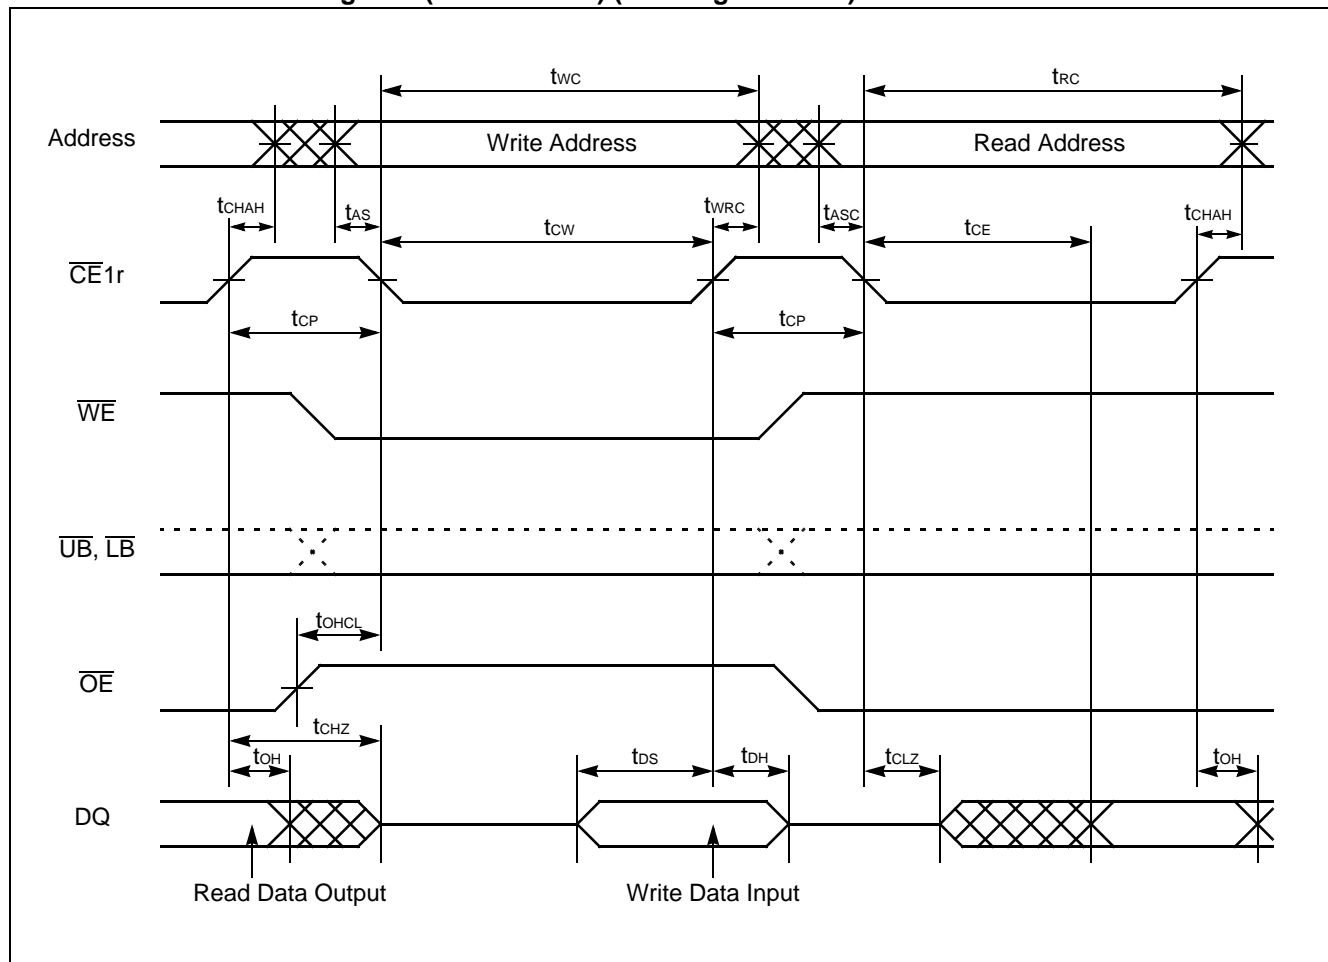 tWC tRC
Address Write Address Read Address
tCHAH tAS tWRC tASC tCHAH
tCW tCE
CE1r
tCP tCP
WE
UB, LB
tOHCL
OE
tCHZ
tOH tDS tDH tCLZ tOH
DQ
Read Data Output Write Data Input